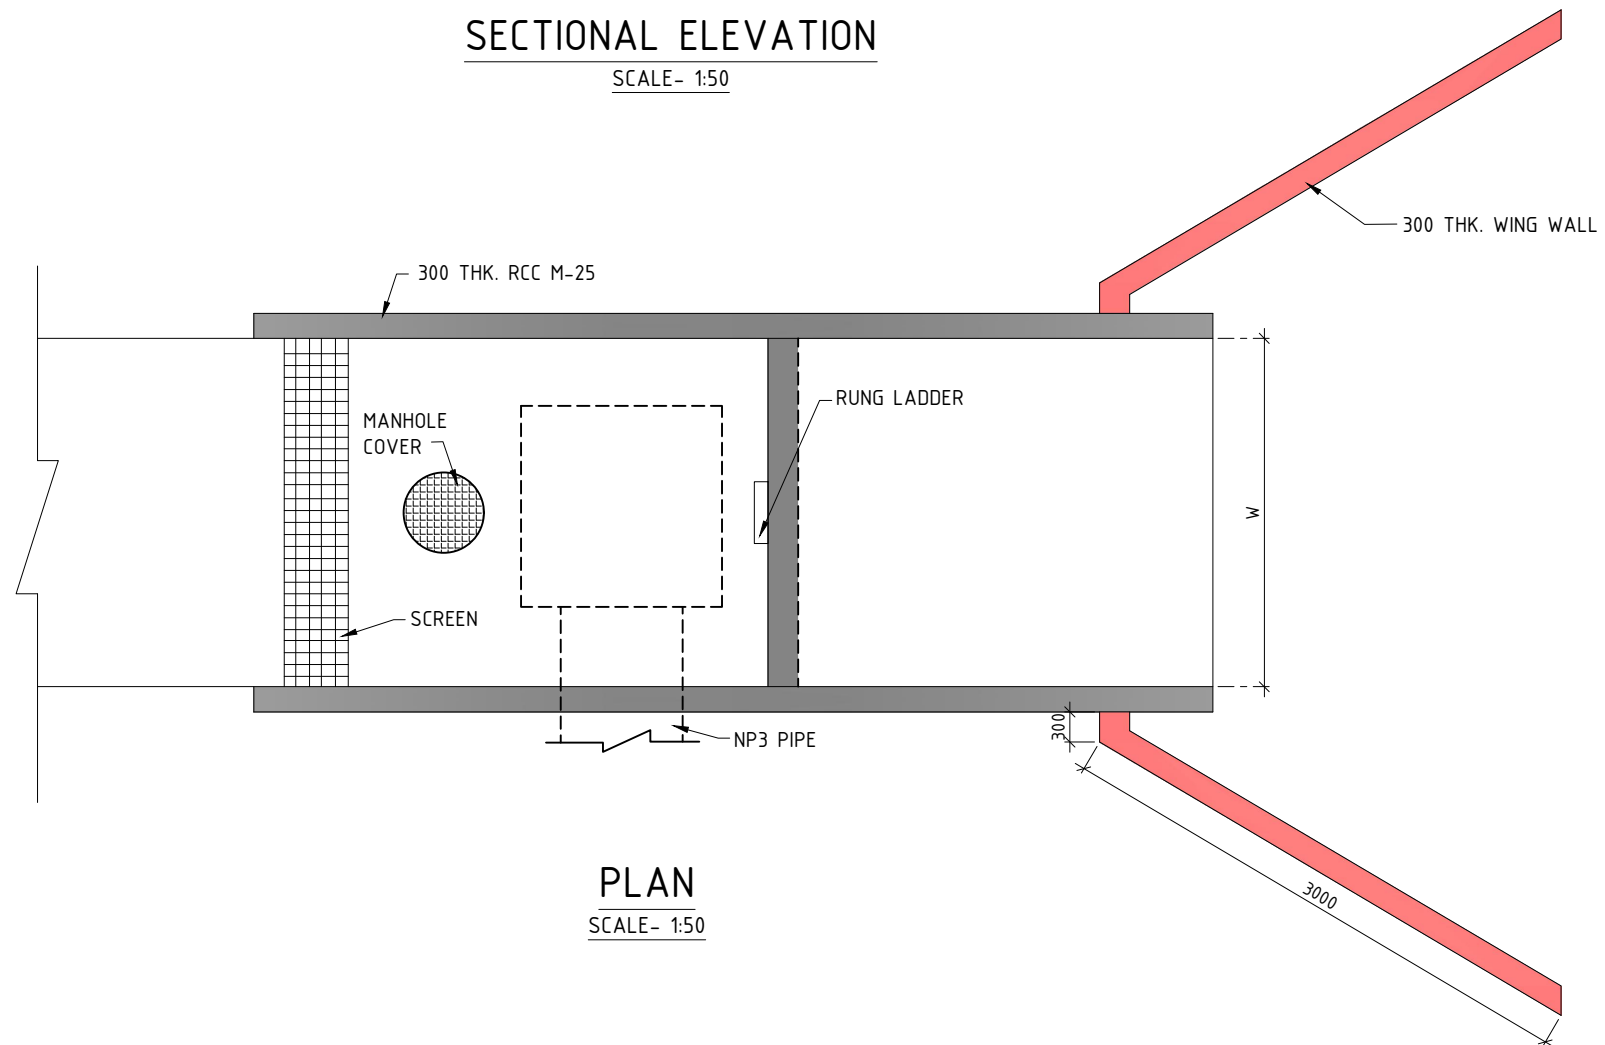 SECTIONAL ELEVATION
SCALE- 1:50
300 THK. WING WALL
300 THK. RCC M-25
RUNG LADDER
MANHOLE
COVER
W
SCREEN
300
NP3 PIPE
3000
PLAN
SCALE- 1:50